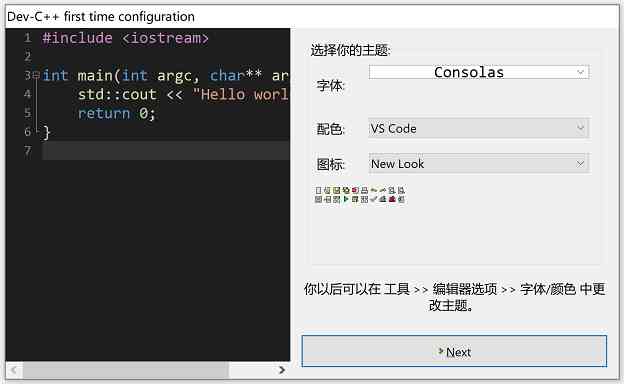 Dev-C++ first time configuration
1 #include <iostream>
2
3 int main(int argc, char** ar
4 std::cout << "Hello worl
5 return 0;
6 }
7
选择你的主题:
字体: Consolas
配色: VS Code
图标: New Look
你以后可以在 工具 >> 编辑器选项 >> 字体/颜色 中更
改主题。
Next